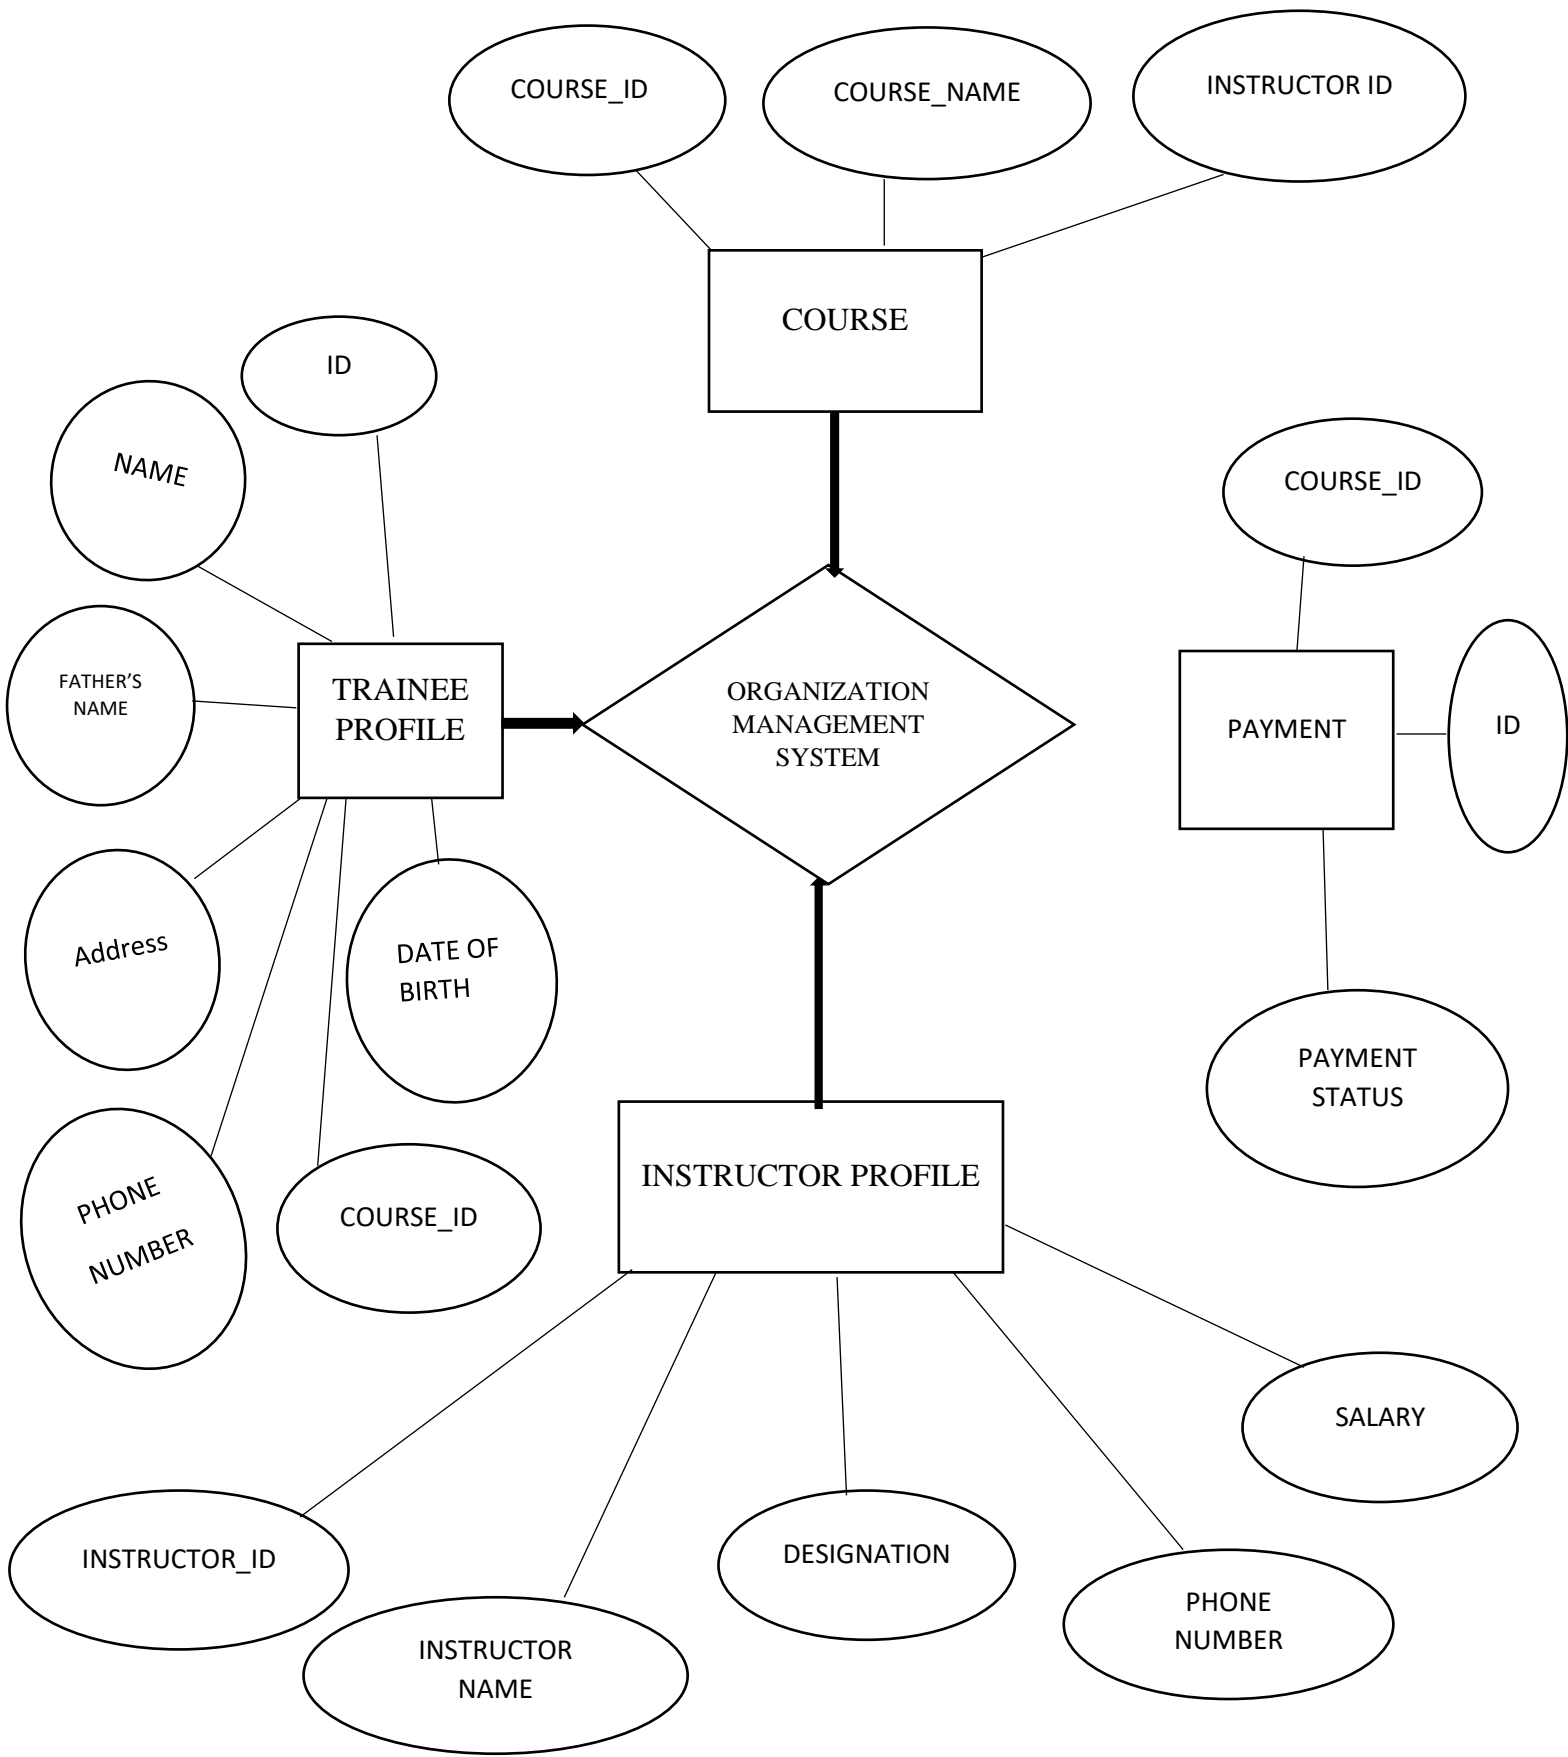 COURSE_ID
COURSE_NAME
INSTRUCTOR ID
COURSE
ID
NAME
COURSE_ID
FATHER’S
NAME
TRAINEE
PROFILE
ORGANIZATION
MANAGEMENT
SYSTEM
PAYMENT
ID
Address
DATE OF
BIRTH
PAYMENT
STATUS
PHONE
NUMBER
COURSE_ID
INSTRUCTOR PROFILE
SALARY
INSTRUCTOR_ID
INSTRUCTOR
NAME
DESIGNATION
PHONE
NUMBER